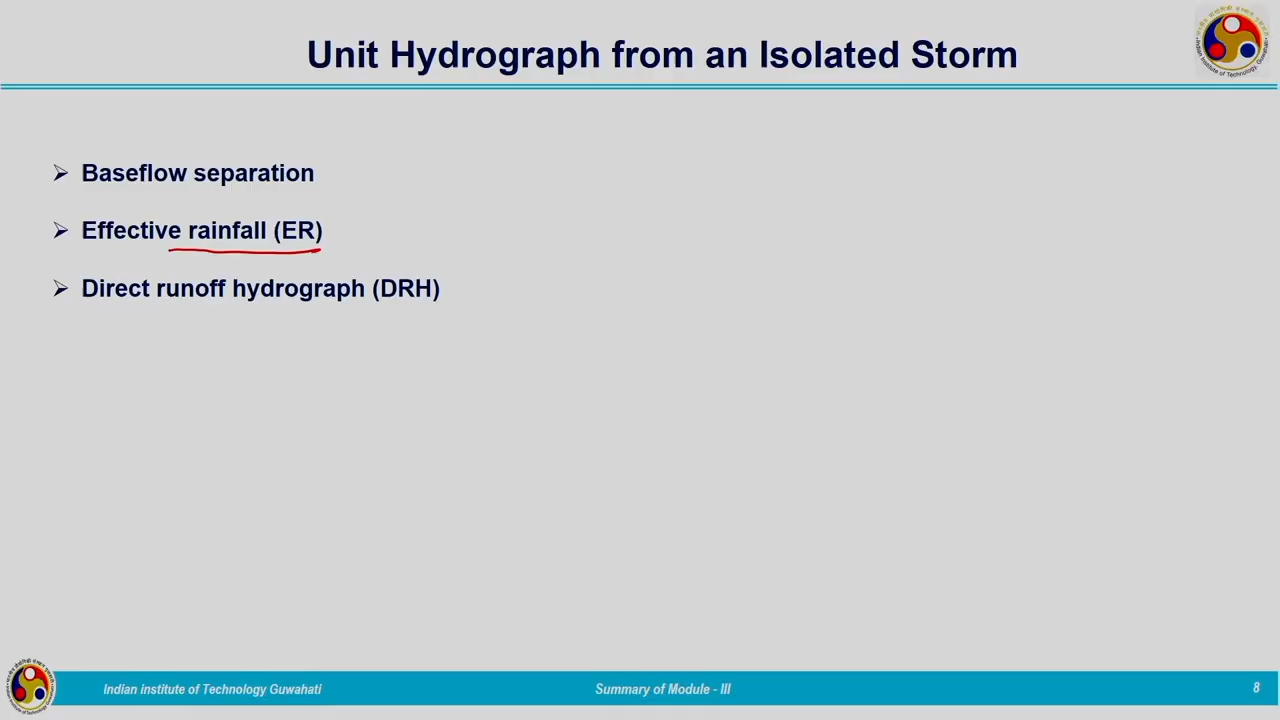 Unit Hydrograph from an Isolated Storm
➢ Baseflow separation
➢ Effective rainfall (ER)
➢ Direct runoff hydrograph (DRH)
Indian institute of Technology Guwahati
Summary of Module - III
8